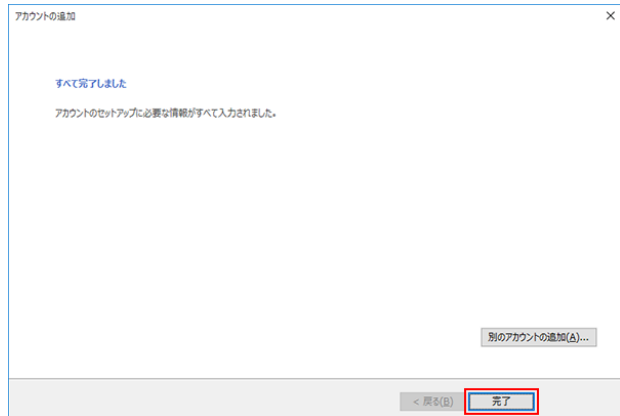 アカウントの追加
すべて完了しました
アカウントのセットアップに必要な情報がすべて入力されました。
別のアカウントの追加(A)...
< 戻る(B)
完了